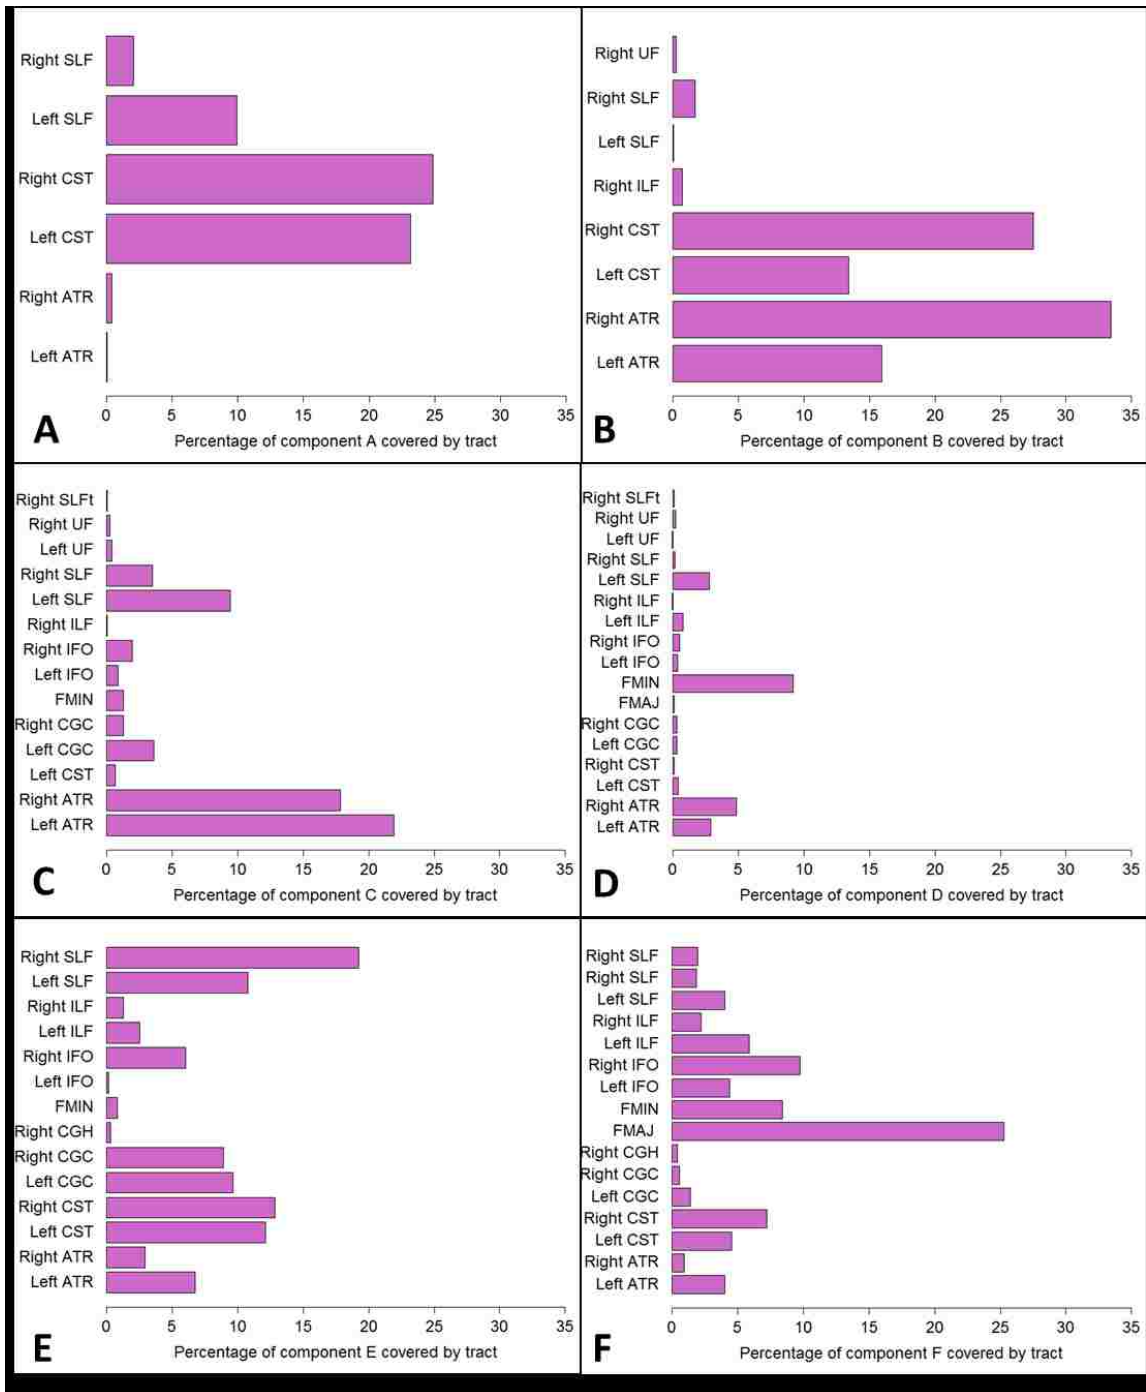 Right SLF
Left SLF
Right CST
Left CST
Right ATR
Left ATR
0 5 10 15 20 25 30 35
A
Percentage of component A covered by tract
Right UF
Right SLF
Left SLF
Right ILF
Right CST
Left CST
Right ATR
Left ATR
0 5 10 15 20 25 30 35
B
Percentage of component B covered by tract
Right SLFt
Right UF
Left UF
Right SLF
Left SLF
Right ILF
Right IFO
Left IFO
FMIN
Right CGC
Left CGC
Left CST
Right ATR
Left ATR
0 5 10 15 20 25 30 35
C
Percentage of component C covered by tract
Right SLFt
Right UF
Left UF
Right SLF
Left SLF
Right ILF
Left ILF
Right IFO
Left IFO
FMIN
FMAJ
Right CGC
Left CGC
Right CST
Left CST
Right ATR
Left ATR
0 5 10 15 20 25 30 35
D
Percentage of component D covered by tract
Right SLF
Left SLF
Right ILF
Left ILF
Right IFO
Left IFO
FMIN
Right CGH
Right CGC
Left CGC
Right CST
Left CST
Right ATR
Left ATR
0 5 10 15 20 25 30 35
E
Percentage of component E covered by tract
Right SLF
Right SLF
Left SLF
Right ILF
Left ILF
Right IFO
Left IFO
FMIN
FMAJ
Right CGH
Right CGC
Left CGC
Right CST
Left CST
Right ATR
Left ATR
0 5 10 15 20 25 30 35
F
Percentage of component F covered by tract